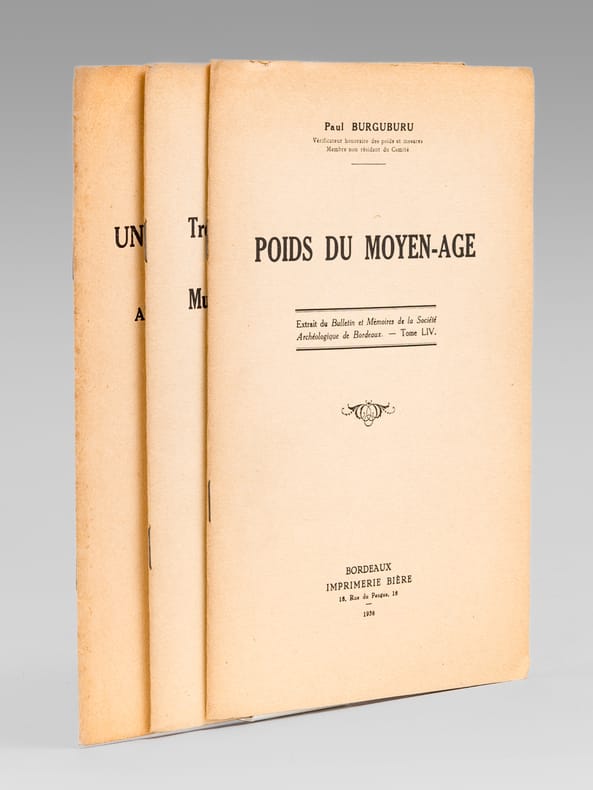 Paul BURGUBURU
Vérificateur honoraire des poids et mesures
Membre non résidant du Comité
POIDS DU MOYEN-AGE
Extrait du Bulletin et Mémoires de la Société
Archéologique de Bordeaux. — Tome LIV.
BORDEAUX
IMPRIMERIE BIÈRE
18, Rue du Peugue, 18
1938
Tr
Mu
UN
A